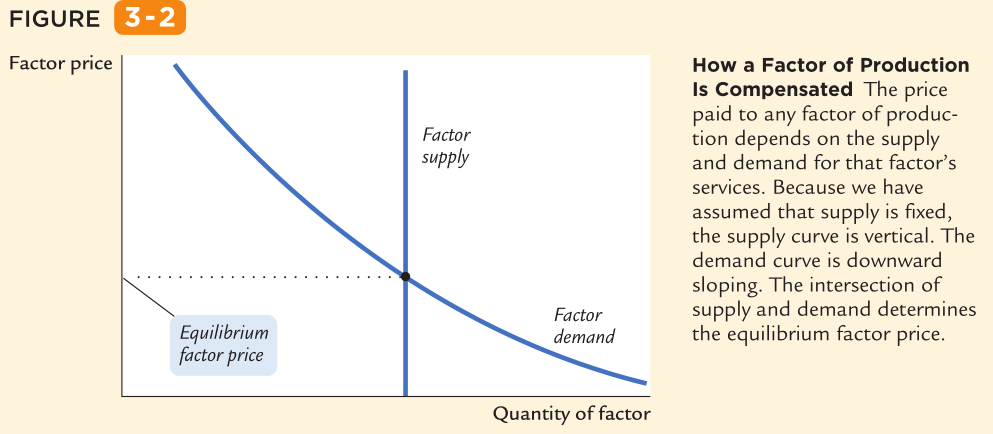 FIGURE 3-2
Factor price
Factor
supply
Factor
demand
Equilibrium
factor price
Quantity of factor
How a Factor of Production
Is Compensated The price
paid to any factor of produc-
tion depends on the supply
and demand for that factor’s
services. Because we have
assumed that supply is fixed,
the supply curve is vertical. The
demand curve is downward
sloping. The intersection of
supply and demand determines
the equilibrium factor price.